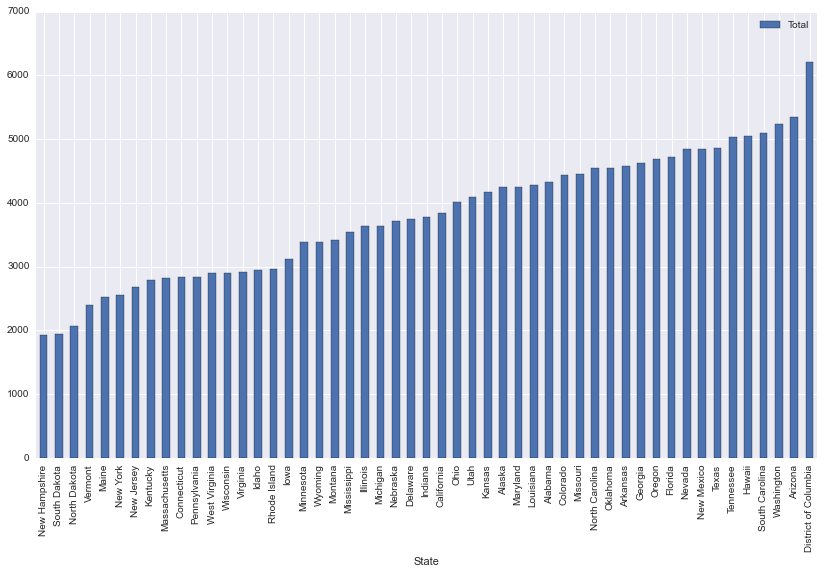 7000
Total
6000
5000
4000
3000
2000
1000
0
New Hampshire
South Dakota
North Dakota
Vermont
Maine
New York
New Jersey
Kentucky
Massachusetts
Connecticut
Pennsylvania
West Virginia
Wisconsin
Virginia
Idaho
Rhode Island
Iowa
Minnesota
Wyoming
Montana
Mississippi
Illinois
Michigan
Nebraska
Delaware
Indiana
California
Ohio
Utah
Kansas
Alaska
Maryland
Louisiana
Alabama
Colorado
Missouri
North Carolina
Oklahoma
Arkansas
Georgia
Oregon
Florida
Nevada
New Mexico
Texas
Tennessee
Hawaii
South Carolina
Washington
Arizona
District of Columbia
State